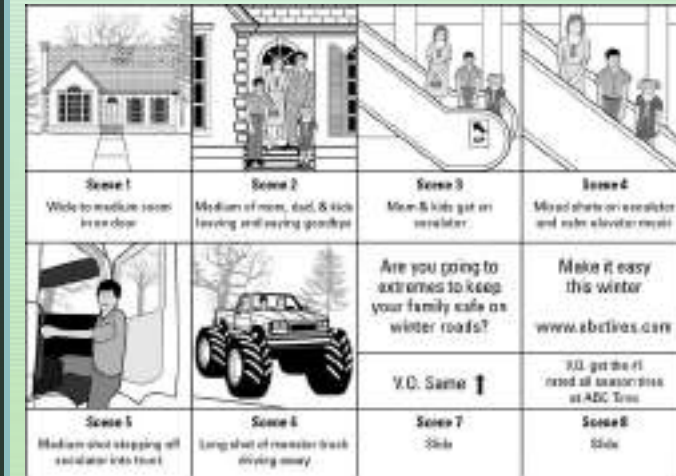 Scene 1
Wide to medium zoom
in on door
Scene 2
Medium of mom, dad, & kids
leaving and saying goodbye
Scene 3
Mom & kids get on
escalator
Scene 4
Mixed shots on escalator
and calm elevator music
Are you going to
extremes to keep
your family safe on
winter roads?
V.O. Same
Make it easy
this winter
www.abctires.com
V.O. get the #1
rated all season tires
at ABC Tires
Scene 5
Medium shot stepping off
escalator into truck
Scene 6
Long shot of monster truck
driving away
Scene 7
Slide
Scene 8
Slide